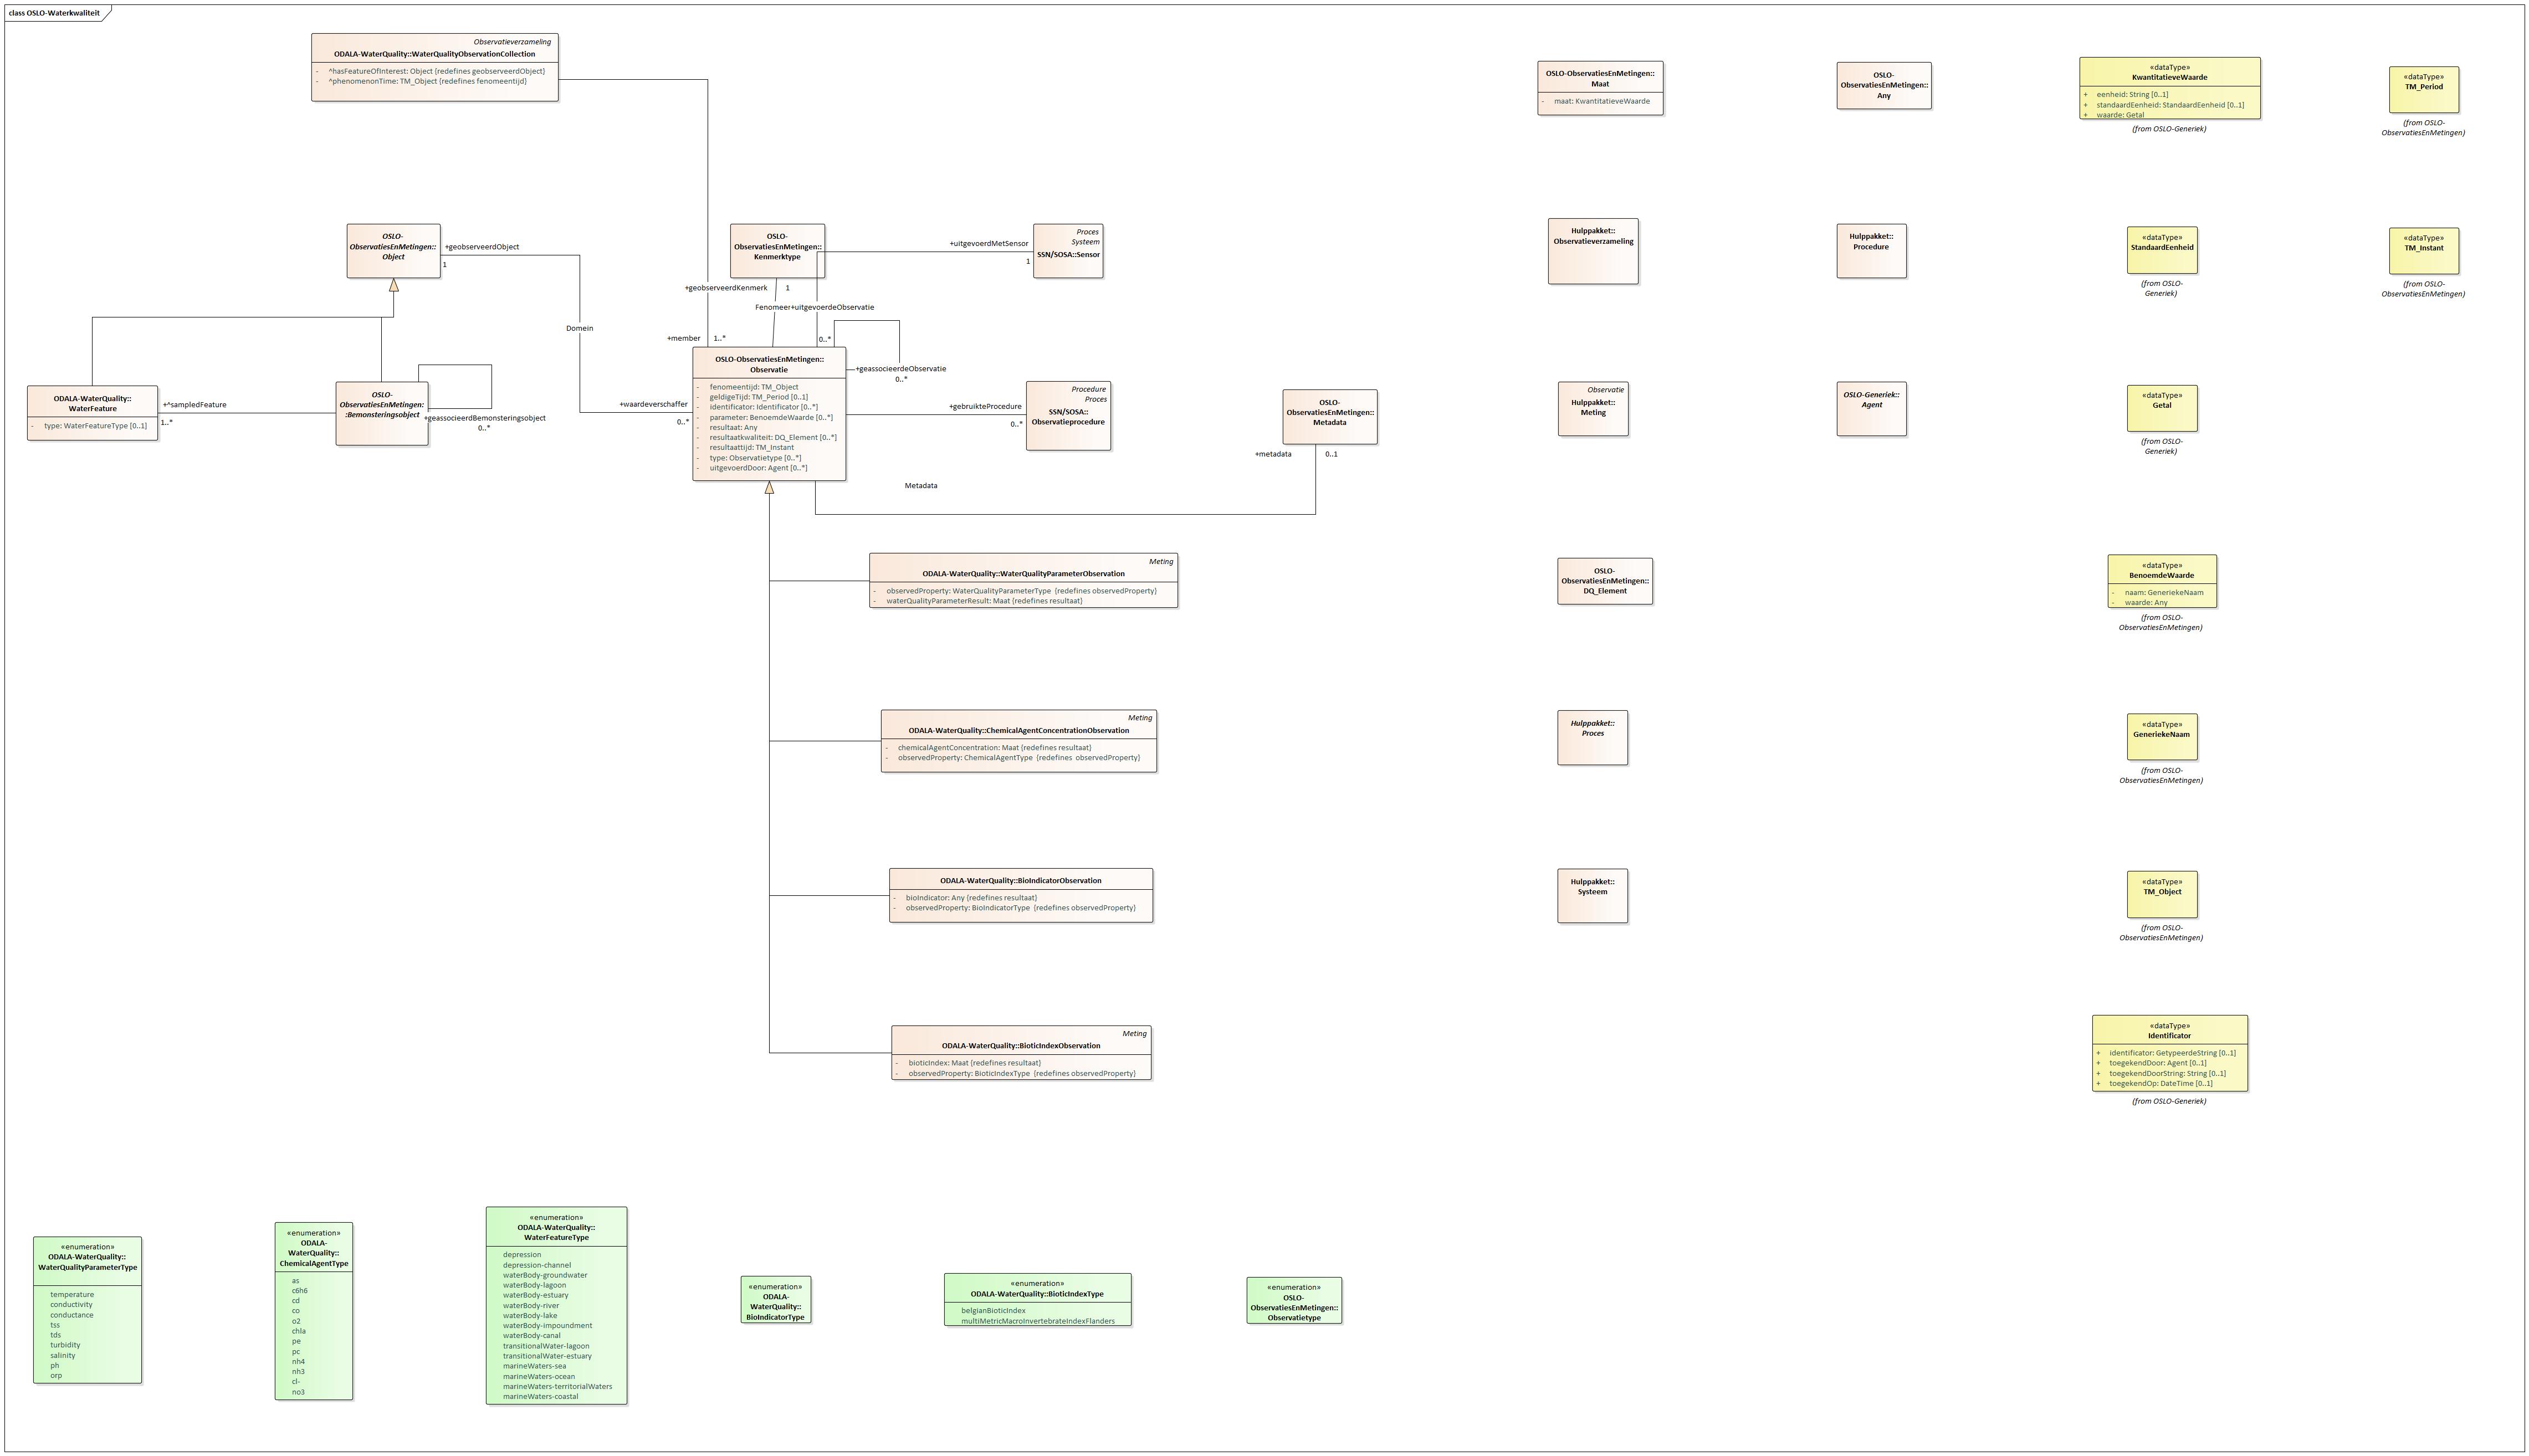 class OSLO-Waterkwaliteit
Observatieverzameling
ODALA-WaterQuality::WaterQualityObservationCollection
- ^hasFeatureOfInterest: Object {redefines geobserveerdObject}
- ^phenomenonTime: TM_Object {redefines fenomeentijd}
OSLO-ObservatiesEnMetingen::
Maat
- maat: KwantitatieveWaarde
OSLO-
ObservatiesEnMetingen::
Any
«dataType»
KwantitatieveWaarde
+ eenheid: String [0..1]
+ standaardEenheid: StandaardEenheid [0..1]
+ waarde: Getal
(from OSLO-Generiek)
«dataType»
TM_Period
(from OSLO-
ObservatiesEnMetingen)
OSLO-
ObservatiesEnMetingen::
Object
+geobserveerdObject
1
OSLO-
ObservatiesEnMetingen::
Kenmerktype
+uitgevoerdMetSensor
1
Proces
Systeem
SSN/SOSA::Sensor
Hulppakket::
Observatieverzameling
Hulppakket::
Procedure
«dataType»
StandaardEenheid
(from OSLO-
Generiek)
«dataType»
TM_Instant
(from OSLO-
ObservatiesEnMetingen)
+geobserveerdKenmerk
1
Fenomeen
+uitgevoerdeObservatie
Domein
+member
1..*
0..*
OSLO-ObservatiesEnMetingen::
Observatie
- fenomeentijd: TM_Object
- geldigeTijd: TM_Period [0..1]
- identificator: Identificator [0..*]
- parameter: BenoemdeWaarde [0..*]
- resultaat: Any
- resultaatkwaliteit: DQ_Element [0..*]
- resultaattijd: TM_Instant
- type: Observatietype [0..*]
- uitgevoerdDoor: Agent [0..*]
+geassocieerdeObservatie
0..*
ODALA-WaterQuality::
WaterFeature
- type: WaterFeatureType [0..1]
+^sampledFeature
1..*
OSLO-
ObservatiesEnMetingen:
:Bemonsteringsobject
+geassocieerdBemonsteringsobject
0..*
+waardeverschaffer
0..*
+gebruikteProcedure
0..*
Procedure
Proces
SSN/SOSA::
Observatieprocedure
OSLO-
ObservatiesEnMetingen::
Metadata
+metadata
0..1
Metadata
Observatie
Hulppakket::
Meting
OSLO-Generiek::
Agent
«dataType»
Getal
(from OSLO-
Generiek)
Meting
ODALA-WaterQuality::WaterQualityParameterObservation
- observedProperty: WaterQualityParameterType {redefines observedProperty}
- waterQualityParameterResult: Maat {redefines resultaat}
OSLO-
ObservatiesEnMetingen::
DQ_Element
«dataType»
BenoemdeWaarde
- naam: GeneriekeNaam
- waarde: Any
(from OSLO-
ObservatiesEnMetingen)
Meting
ODALA-WaterQuality::ChemicalAgentConcentrationObservation
- chemicalAgentConcentration: Maat {redefines resultaat}
- observedProperty: ChemicalAgentType {redefines observedProperty}
Hulppakket::
Proces
«dataType»
GeneriekeNaam
(from OSLO-
ObservatiesEnMetingen)
ODALA-WaterQuality::BioIndicatorObservation
- bioIndicator: Any {redefines resultaat}
- observedProperty: BioIndicatorType {redefines observedProperty}
Hulppakket::
Systeem
«dataType»
TM_Object
(from OSLO-
ObservatiesEnMetingen)
Meting
ODALA-WaterQuality::BioticIndexObservation
- bioticIndex: Maat {redefines resultaat}
- observedProperty: BioticIndexType {redefines observedProperty}
«dataType»
Identificator
+ identificator: GetypeerdeString [0..1]
+ toegekendDoor: Agent [0..1]
+ toegekendDoorString: String [0..1]
+ toegekendOp: DateTime [0..1]
(from OSLO-Generiek)
«enumeration»
ODALA-WaterQuality::
WaterQualityParameterType
temperature
conductivity
conductance
tss
tds
turbidity
salinity
ph
orp
«enumeration»
ODALA-
WaterQuality::
ChemicalAgentType
as
c6h6
cd
co
o2
chla
pe
pc
nh4
nh3
cl-
no3
«enumeration»
ODALA-WaterQuality::
WaterFeatureType
depression
depression-channel
waterBody-groundwater
waterBody-lagoon
waterBody-estuary
waterBody-river
waterBody-lake
waterBody-impoundment
waterBody-canal
transitionalWater-lagoon
transitionalWater-estuary
marineWaters-sea
marineWaters-ocean
marineWaters-territorialWaters
marineWaters-coastal
«enumeration»
ODALA-
WaterQuality::
BioIndicatorType
«enumeration»
ODALA-WaterQuality::BioticIndexType
belgianBioticIndex
multiMetricMacroInvertebrateIndexFlanders
«enumeration»
OSLO-
ObservatiesEnMetingen::
Observatietype